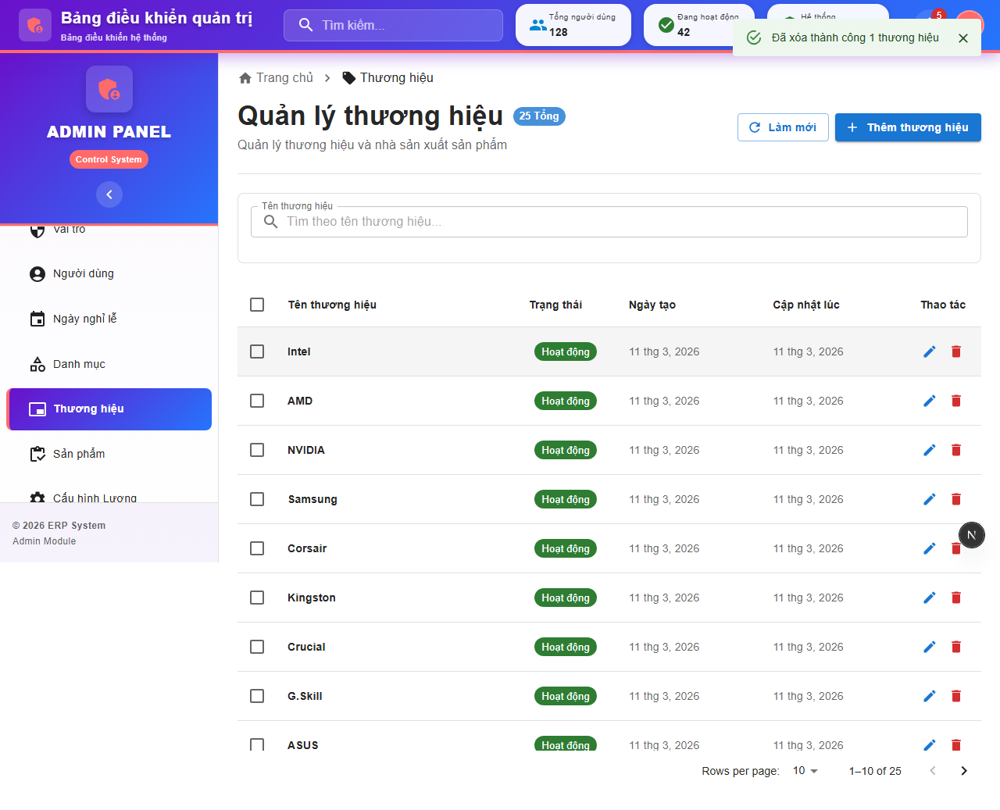 Bảng điều khiển quản trị
Bảng điều khiển hệ thống
Tìm kiếm...
Tổng người dùng
128
Đang hoạt động
42
Hệ thống
5
Đã xóa thành công 1 thương hiệu
ADMIN PANEL
Control System
Vai trò
Người dùng
Ngày nghỉ lễ
Danh mục
Thương hiệu
Sản phẩm
Cấu hình Lương
© 2026 ERP System
Admin Module
Trang chủ
Thương hiệu
Quản lý thương hiệu
25 Tổng
Quản lý thương hiệu và nhà sản xuất sản phẩm
Làm mới
Thêm thương hiệu
Tên thương hiệu
Tìm theo tên thương hiệu...
Tên thương hiệu Trạng thái Ngày tạo Cập nhật lúc Thao tác
Intel Hoạt động 11 thg 3, 2026 11 thg 3, 2026
AMD Hoạt động 11 thg 3, 2026 11 thg 3, 2026
NVIDIA Hoạt động 11 thg 3, 2026 11 thg 3, 2026
Samsung Hoạt động 11 thg 3, 2026 11 thg 3, 2026
Corsair Hoạt động 11 thg 3, 2026 11 thg 3, 2026
N
Kingston Hoạt động 11 thg 3, 2026 11 thg 3, 2026
Crucial Hoạt động 11 thg 3, 2026 11 thg 3, 2026
G.Skill Hoạt động 11 thg 3, 2026 11 thg 3, 2026
ASUS Hoạt động 11 thg 3, 2026 11 thg 3, 2026
Rows per page: 10 1–10 of 25